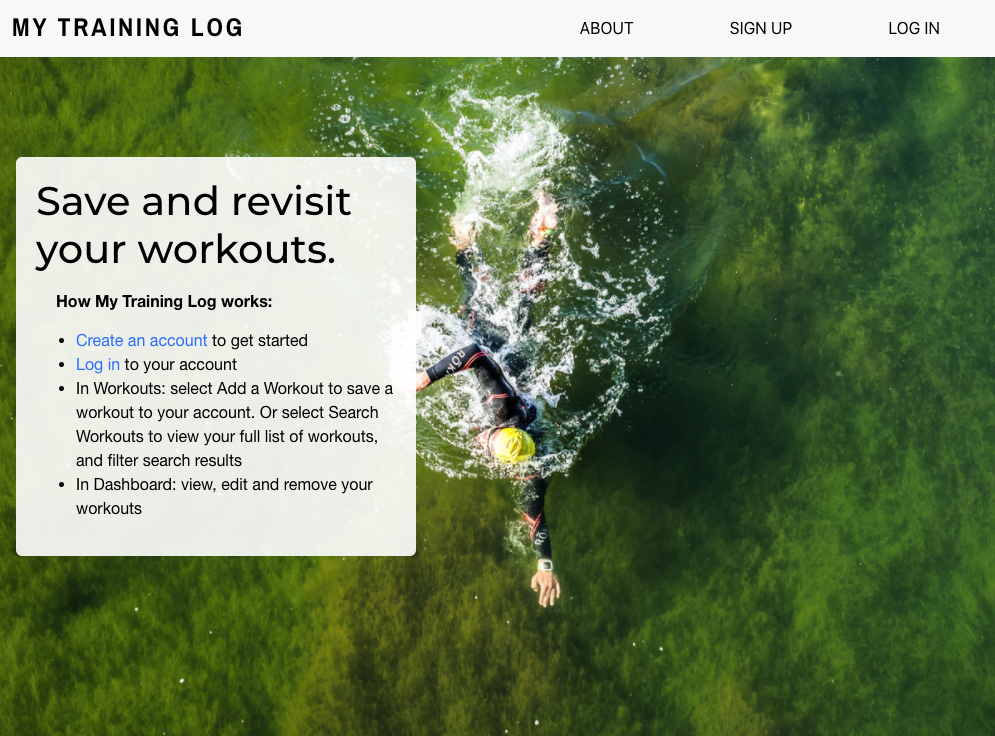 MY TRAINING LOG
ABOUT
SIGN UP
LOG IN
Save and revisit
your workouts.
How My Training Log works:
Create an account to get started
Log in to your account
In Workouts: select Add a Workout to save a
workout to your account. Or select Search
Workouts to view your full list of workouts,
and filter search results
In Dashboard: view, edit and remove your
workouts